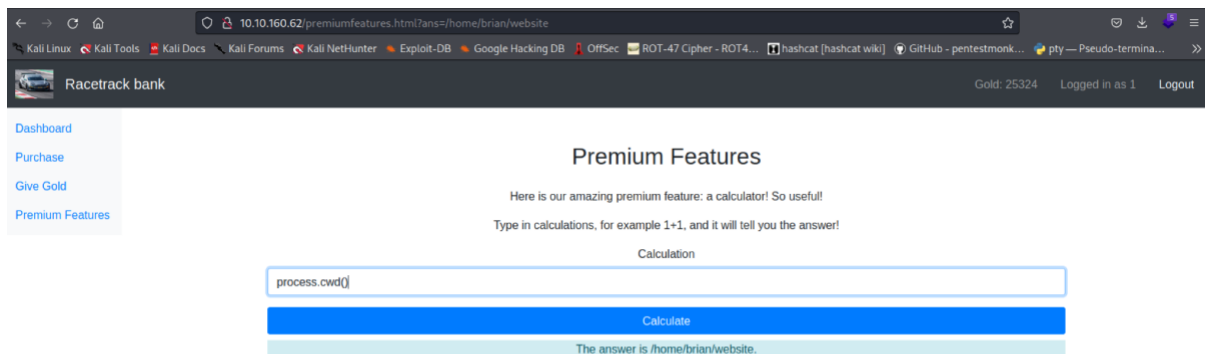 10.10.160.62/premiumfeatures.html?ans=/home/brian/website
5
Kali Linux Kali Tools Kali Docs Kali Forums Kali NetHunter Exploit-DB Google Hacking DB OffSec ROT-47 Cipher - ROT4... hashcat [hashcat wiki] GitHub - pentestmonk... pty — Pseudo-termina...
Racetrack bank Gold: 25324 Logged in as 1 Logout
Dashboard
Purchase
Give Gold
Premium Features
Premium Features
Here is our amazing premium feature: a calculator! So useful!
Type in calculations, for example 1+1, and it will tell you the answer!
Calculation
process.cwd()
Calculate
The answer is /home/brian/website.